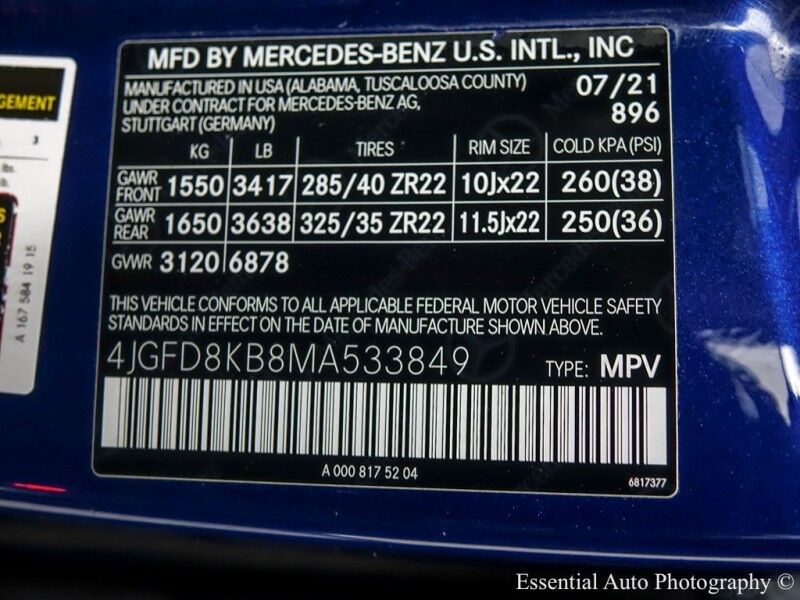 MFD BY MERCEDES-BENZ U.S. INTL., INC
MANUFACTURED IN USA (ALABAMA, TUSCALOOSA COUNTY) 07/21
UNDER CONTRACT FOR MERCEDES-BENZ AG, 896
STUTTGART (GERMANY)
KG LB TIRES RIM SIZE COLD KPA (PSI)
GAWR FRONT 1550 3417 285/40 ZR22 10Jx22 260(38)
GAWR REAR 1650 3638 325/35 ZR22 11.5Jx22 250(36)
GVWR 3120 6878
THIS VEHICLE CONFORMS TO ALL APPLICABLE FEDERAL MOTOR VEHICLE SAFETY
STANDARDS IN EFFECT ON THE DATE OF MANUFACTURE SHOWN ABOVE.
4JGFD8KB8MA533849 TYPE: MPV
A 000 817 52 04
6817377
GEMENT
3
lbs.
A 167 584 19 15
Essential Auto Photography ©